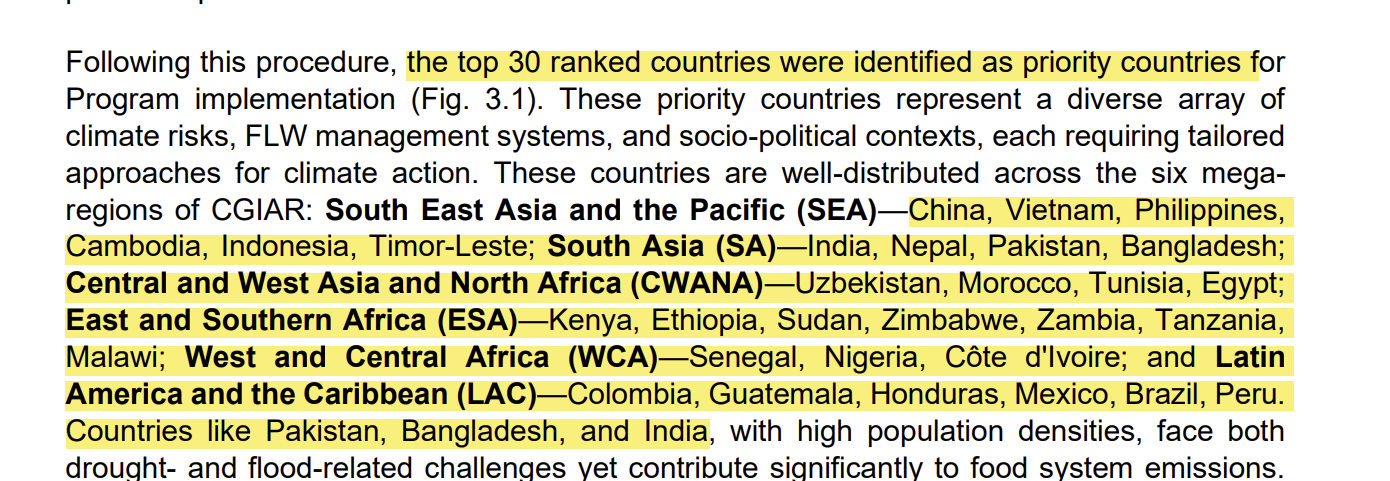 Following this procedure, the top 30 ranked countries were identified as priority countries for
Program implementation (Fig. 3.1). These priority countries represent a diverse array of
climate risks, FLW management systems, and socio-political contexts, each requiring tailored
approaches for climate action. These countries are well-distributed across the six mega-
regions of CGIAR: South East Asia and the Pacific (SEA)—China, Vietnam, Philippines,
Cambodia, Indonesia, Timor-Leste; South Asia (SA)—India, Nepal, Pakistan, Bangladesh;
Central and West Asia and North Africa (CWANA)—Uzbekistan, Morocco, Tunisia, Egypt;
East and Southern Africa (ESA)—Kenya, Ethiopia, Sudan, Zimbabwe, Zambia, Tanzania,
Malawi; West and Central Africa (WCA)—Senegal, Nigeria, Côte d'Ivoire; and Latin
America and the Caribbean (LAC)—Colombia, Guatemala, Honduras, Mexico, Brazil, Peru.
Countries like Pakistan, Bangladesh, and India, with high population densities, face both
drought- and flood-related challenges yet contribute significantly to food system emissions.